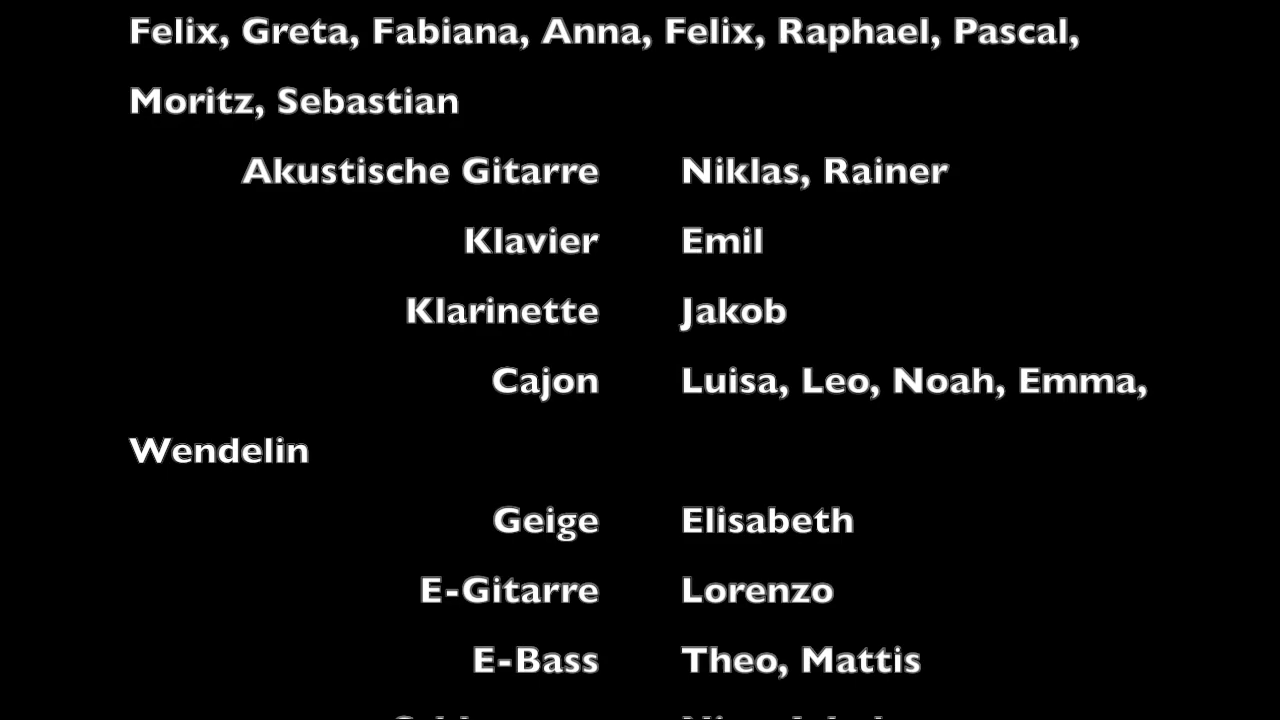 Felix, Greta, Fabiana, Anna, Felix, Raphael, Pascal,
Moritz, Sebastian
Akustische Gitarre Niklas, Rainer
Klavier Emil
Klarinette Jakob
Cajon Luisa, Leo, Noah, Emma,
Wendelin
Geige Elisabeth
E-Gitarre Lorenzo
E-Bass Theo, Mattis